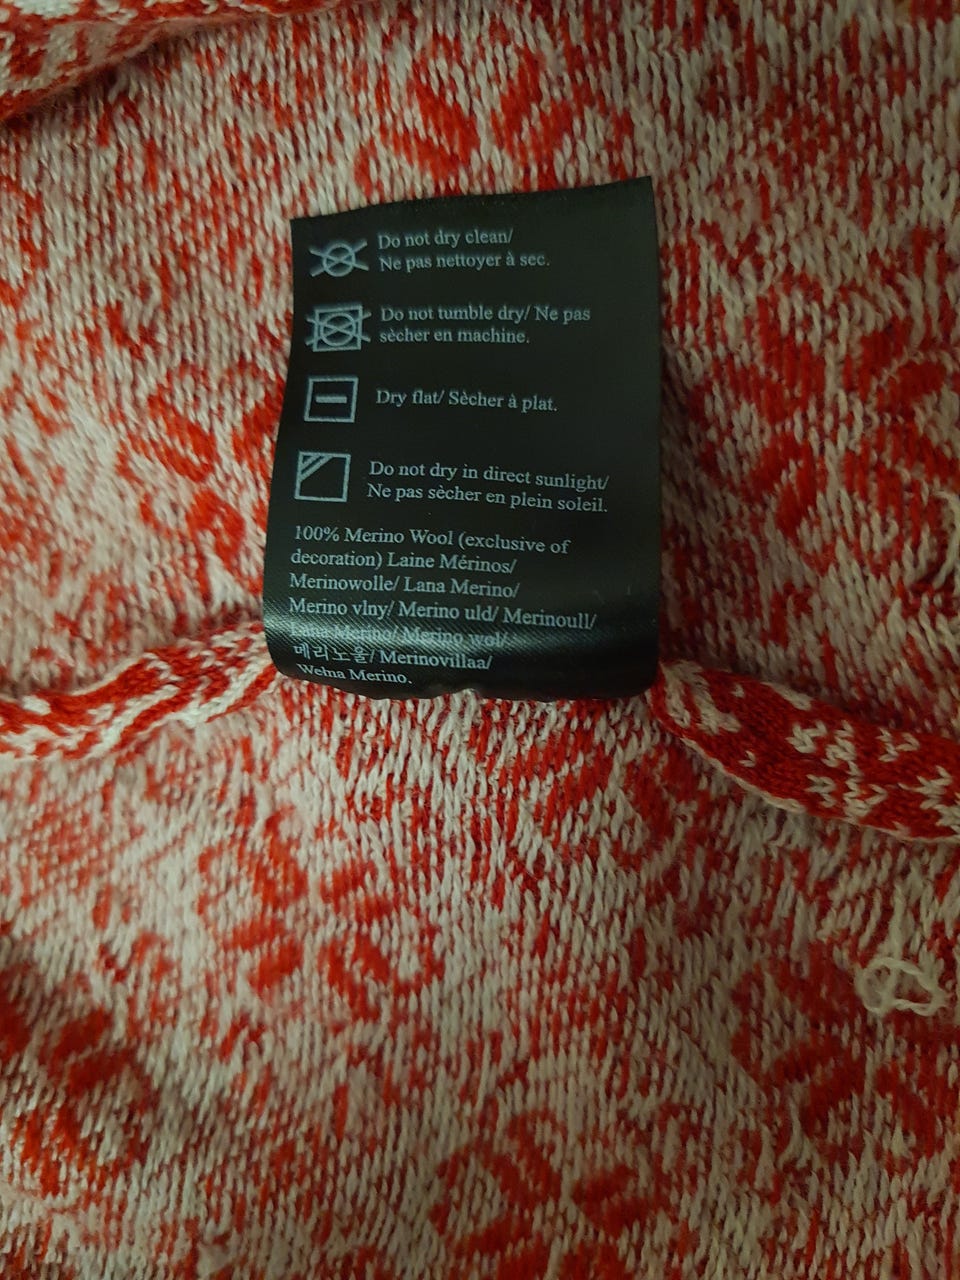 Do not dry clean/
Ne pas nettoyer à sec.
Do not tumble dry/ Ne pas
sècher en machine.
Dry flat/ Sècher à plat.
Do not dry in direct sunlight/
Ne pas sècher en plein soleil.
100% Merino Wool (exclusive of
decoration) Laine Mérinos/
Merinowolle/ Lana Merino/
Merino vlny/ Merino uld/ Merinoull/
Lana Merino/ Merino wol/
메리노울/ Merinovillaa/
Wełna Merino.